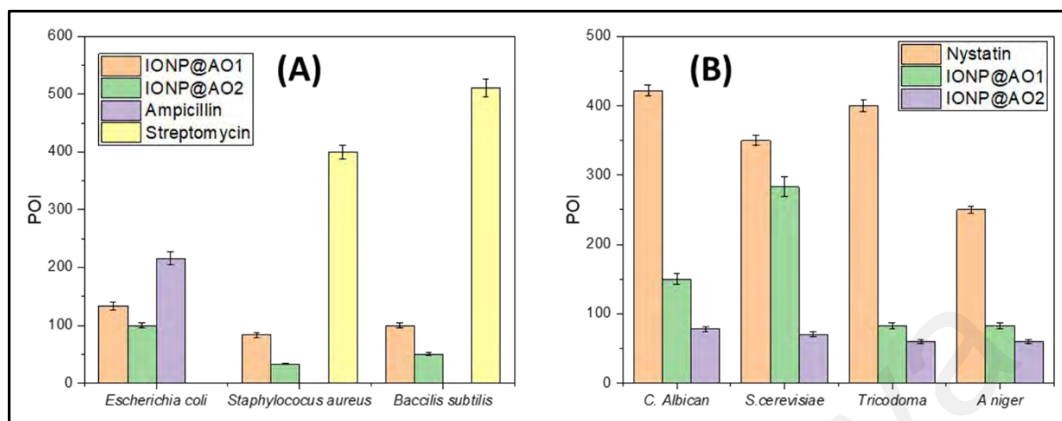 (A)
IONP@AO1
IONP@AO2
Ampicillin
Streptomycin
POI
600
500
400
300
200
100
0
Escherichia coli Staphylococus aureus Baccilis subtilis
(B)
Nystatin
IONP@AO1
IONP@AO2
POI
500
400
300
200
100
0
C. Albican S.cerevisiae Tricodoma A niger